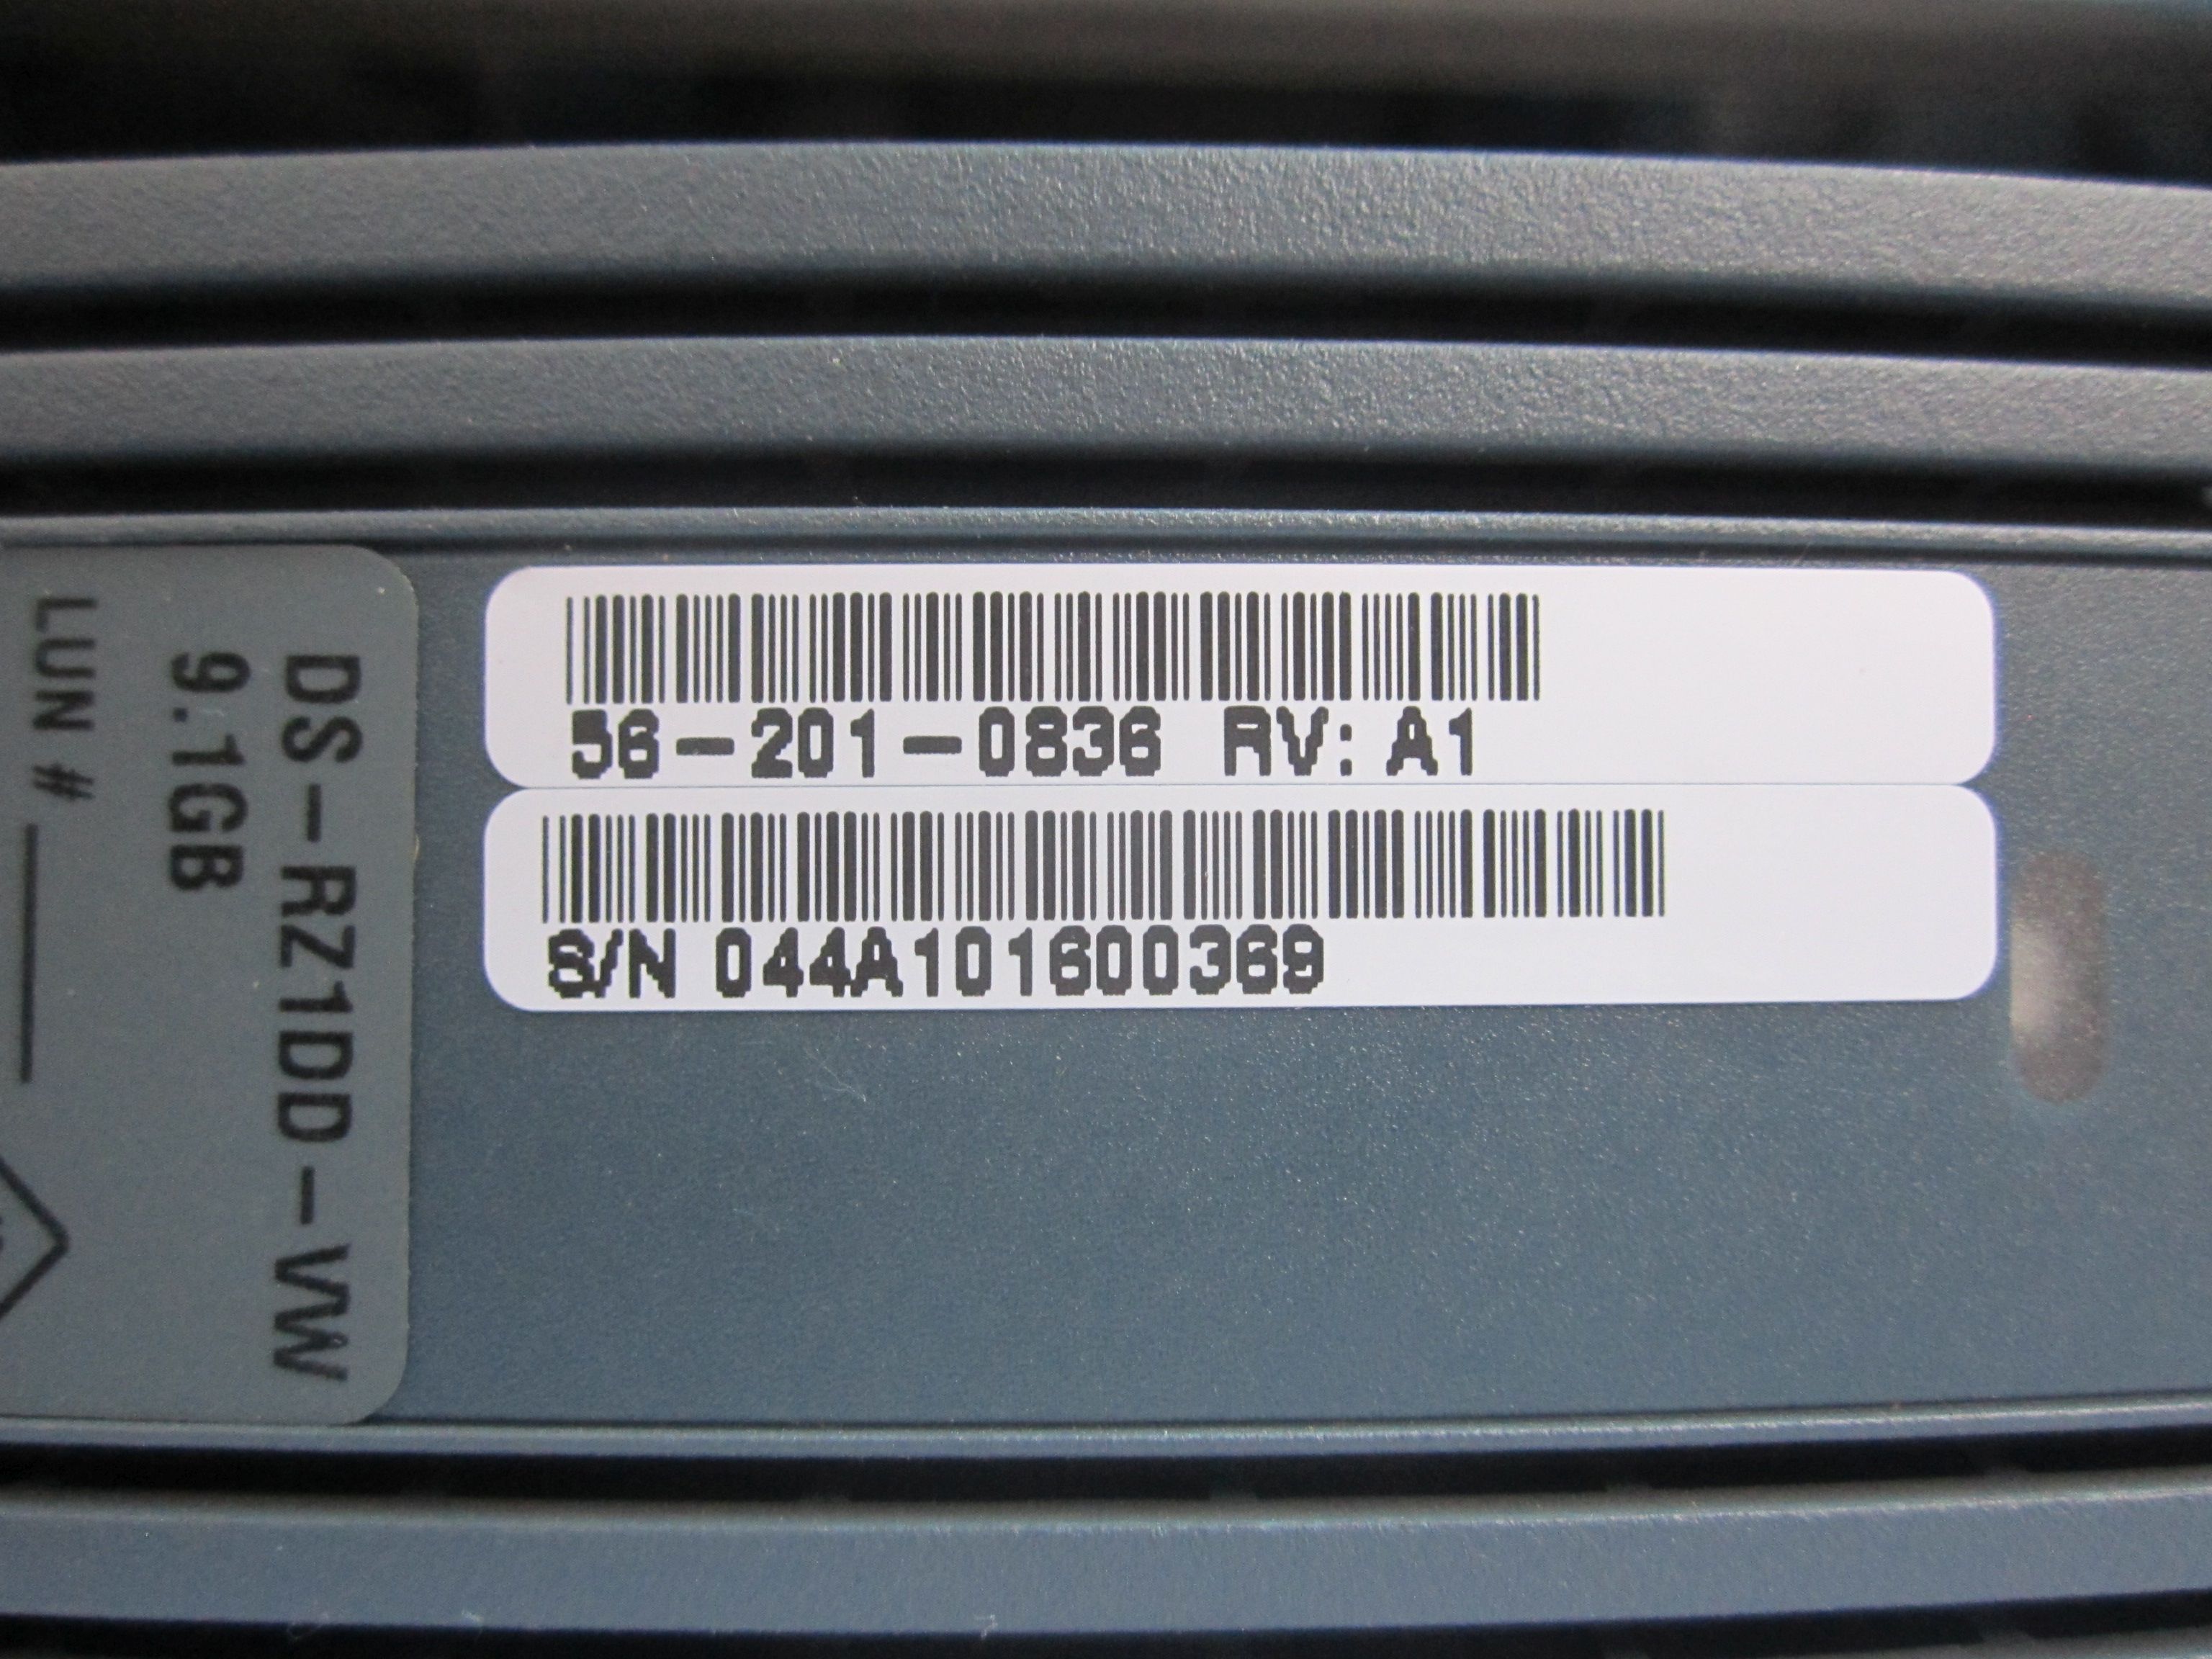 56-201-0836 RV: A1
S/N 044A101600369
DS-RZ1DD-VW
9.1GB
LUN #